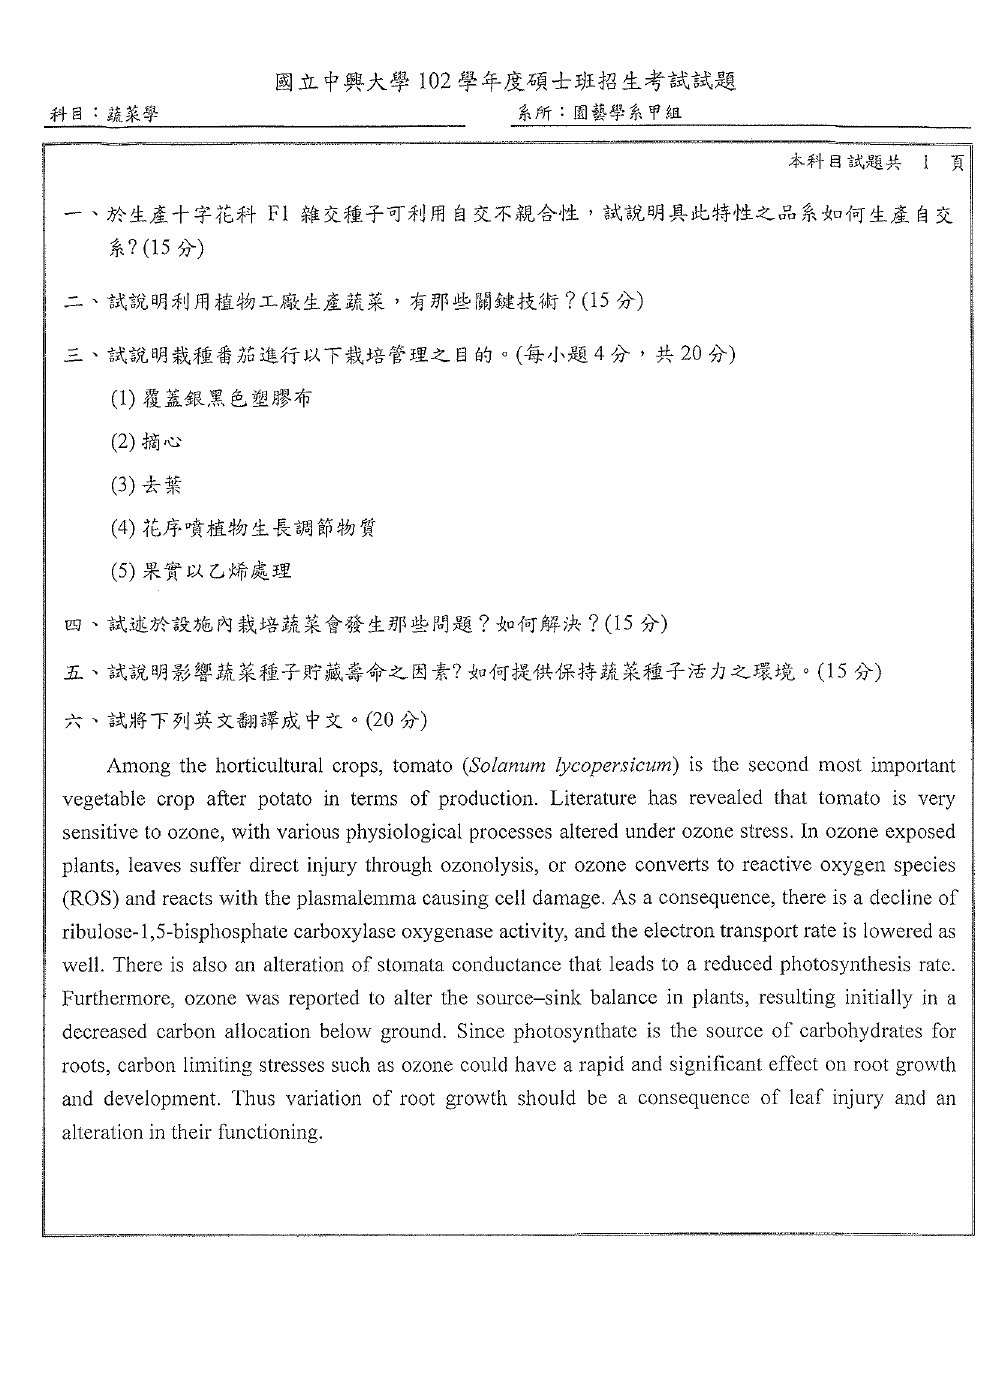 國立中興大學 102 學年度碩士班招生考試試題
科目：蔬菜學 系所：園藝學系甲組
本科目試題共 1 頁
一、於生產十字花科 F1 雜交種子可利用自交不親合性，試說明具此特性之品系如何生產自交
系? (15 分)
二、試說明利用植物工廠生產蔬菜，有那些關鍵技術？(15 分)
三、試說明栽種番茄進行以下栽培管理之目的。(每小題 4 分，共 20 分)
(1) 覆蓋銀黑色塑膠布
(2) 摘心
(3) 去葉
(4) 花序噴植物生長調節物質
(5) 果實以乙烯處理
四、試述於設施內栽培蔬菜會發生那些問題？如何解決？(15 分)
五、試說明影響蔬菜種子貯藏壽命之因素?如何提供保持蔬菜種子活力之環境。(15 分)
六、試將下列英文翻譯成中文。(20 分)
Among the horticultural crops, tomato (Solanum lycopersicum) is the second most important
vegetable crop after potato in terms of production. Literature has revealed that tomato is very
sensitive to ozone, with various physiological processes altered under ozone stress. In ozone exposed
plants, leaves suffer direct injury through ozonolysis, or ozone converts to reactive oxygen species
(ROS) and reacts with the plasmalemma causing cell damage. As a consequence, there is a decline of
ribulose-1,5-bisphosphate carboxylase oxygenase activity, and the electron transport rate is lowered as
well. There is also an alteration of stomata conductance that leads to a reduced photosynthesis rate.
Furthermore, ozone was reported to alter the source–sink balance in plants, resulting initially in a
decreased carbon allocation below ground. Since photosynthate is the source of carbohydrates for
roots, carbon limiting stresses such as ozone could have a rapid and significant effect on root growth
and development. Thus variation of root growth should be a consequence of leaf injury and an
alteration in their functioning.